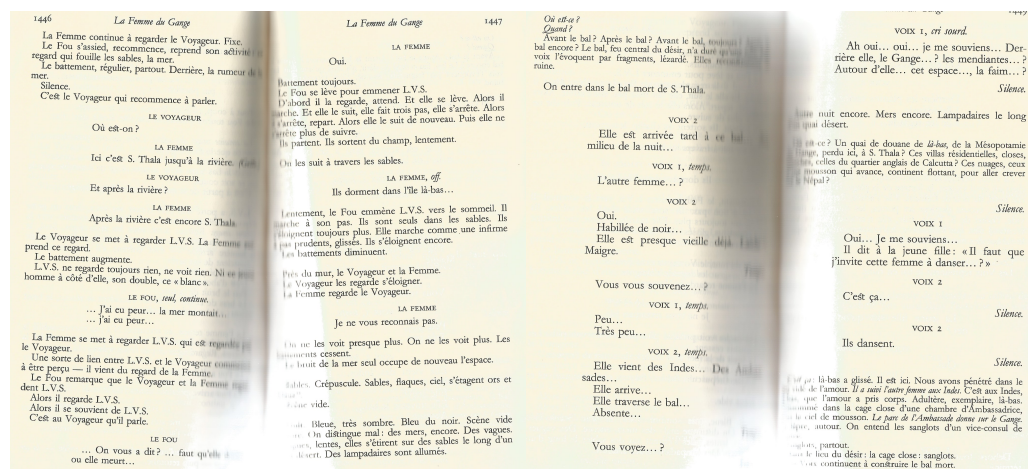 1446 La Femme du Gange
La Femme continue à regarder le Voyageur. Fixe.
Le Fou s'assied, recommence, reprend son activité
regard qui fouille les sables, la mer.
Le battement, régulier, partout. Derrière, la rumeur
mer.
Silence.
C'est le Voyageur qui recommence à parler.
LE VOYAGEUR
Où est-on ?
LA FEMME
Ici c'est S. Thala jusqu'à la rivière.
LE VOYAGEUR
Et après la rivière ?
LA FEMME
Après la rivière c'est encore S. Thala.
Le Voyageur se met à regarder L.V.S. La Femme
prend ce regard.
Le battement augmente.
L.V.S. ne regarde toujours rien, ne voit rien. Ni
homme à côté d'elle, son double, ce « blanc ».
LE FOU, seul, continue.
... J'ai eu peur... la mer montait...
... j'ai eu peur...
La Femme se met à regarder L.V.S. qui est
le Voyageur.
Une sorte de lien entre L.V.S. et le Voyageur
à être perçu — il vient du regard de la Femme.
Le Fou remarque que le Voyageur et la Femme
dent L.V.S.
Alors il regarde L.V.S.
Alors il se souvient de L.V.S.
C'est au Voyageur qu'il parle.
LE FOU
... On vous a dit ? ... faut qu'elle
ou elle meurt...
La Femme du Gange 1447
LA FEMME
Oui.
Battement toujours.
Le Fou se lève pour emmener L.V.S.
D'abord il la regarde, attend. Et elle se lève. Alors il
marche. Et elle le suit, elle fait trois pas, elle s'arrête. Alors
s'arrête, repart. Alors elle le suit de nouveau. Puis elle ne
s'arrête plus de suivre.
Ils partent. Ils sortent du champ, lentement.
On les suit à travers les sables.
LA FEMME, off.
Ils dorment dans l'île là-bas...
Lentement, le Fou emmène L.V.S. vers le sommeil. Il
marche à son pas. Ils sont seuls dans les sables. Ils
s'éloignent toujours plus. Elle marche comme une infirme
pas prudents, glissés. Ils s'éloignent encore.
Les battements diminuent.
Près du mur, le Voyageur et la Femme.
Le Voyageur les regarde s'éloigner.
La Femme regarde le Voyageur.
LA FEMME
Je ne vous reconnais pas.
On ne les voit presque plus. On ne les voit plus. Les
battements cessent.
Le bruit de la mer seul occupe de nouveau l'espace.
Sables. Crépuscule. Sables, flaques, ciel, s'étagent ors et
Scène vide.
Bleue, très sombre. Bleu du noir. Scène vide
On distingue mal : des mers, encore. Des vagues.
lentes, elles s'étirent sur des sables le long d'un
désert. Des lampadaires sont allumés.
Où est-ce ?
Quand ?
Avant le bal ? Après le bal ? Avant le bal,
bal encore ? Le bal, feu central du désir, n'a duré
voix l'évoquent par fragments, lézardé. Elles
ruine.
On entre dans le bal mort de S. Thala.
VOIX 2
Elle est arrivée tard à ce bal
milieu de la nuit...
VOIX 1, temps.
L'autre femme... ?
VOIX 2
Oui.
Habillée de noir...
Elle est presque vieille déjà
Maigre.
Vous vous souvenez... ?
VOIX 1, temps.
Peu...
Très peu...
VOIX 2, temps.
Elle vient des Indes... Des
sades...
Elle arrive...
Elle traverse le bal...
Absente...
Vous voyez... ?
1449
VOIX 1, cri sourd.
Ah oui... oui... je me souviens... Der-
rière elle, le Gange... ? les mendiantes... ?
Autour d'elle... cet espace..., la faim... ?
Silence.
nuit encore. Mers encore. Lampadaires le long
quai désert.
est-ce ? Un quai de douane de là-bas, de la Mésopotamie
perdu ici, à S. Thala ? Ces villas résidentielles, closes,
celles du quartier anglais de Calcutta ? Ces nuages, ceux
mousson qui avance, continent flottant, pour aller crever
Népal ?
Silence.
VOIX 1
Oui... Je me souviens...
Il dit à la jeune fille : « Il faut que
j'invite cette femme à danser... ? »
VOIX 2
C'est ça...
Silence.
VOIX 2
Ils dansent.
Silence.
là-bas a glissé. Il est ici. Nous avons pénétré dans le
de l'amour. Il a suivi l'autre femme aux Indes. C'est aux Indes,
que l'amour a pris corps. Adultère, exemplaire, là-bas.
dans la cage close d'une chambre d'Ambassadrice,
le ciel de mousson. Le parc de l'Ambassade donne sur le Gange.
autour. On entend les sanglots d'un vice-consul de
partout.
le lieu du désir : la cage close : sanglots.
continuent à construire le bal mort.